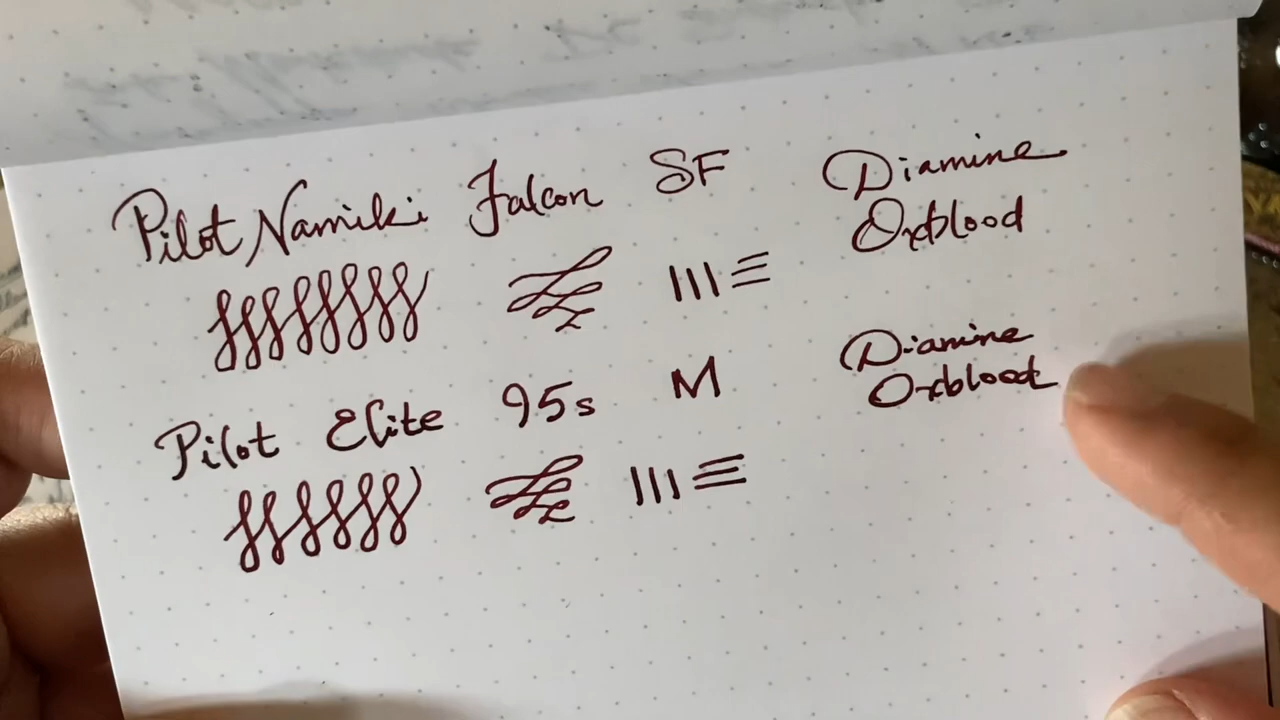 Pilot Namiki Falcon SF Diamine
Oxblood
Pilot Elite 95s M Diamine
Oxblood